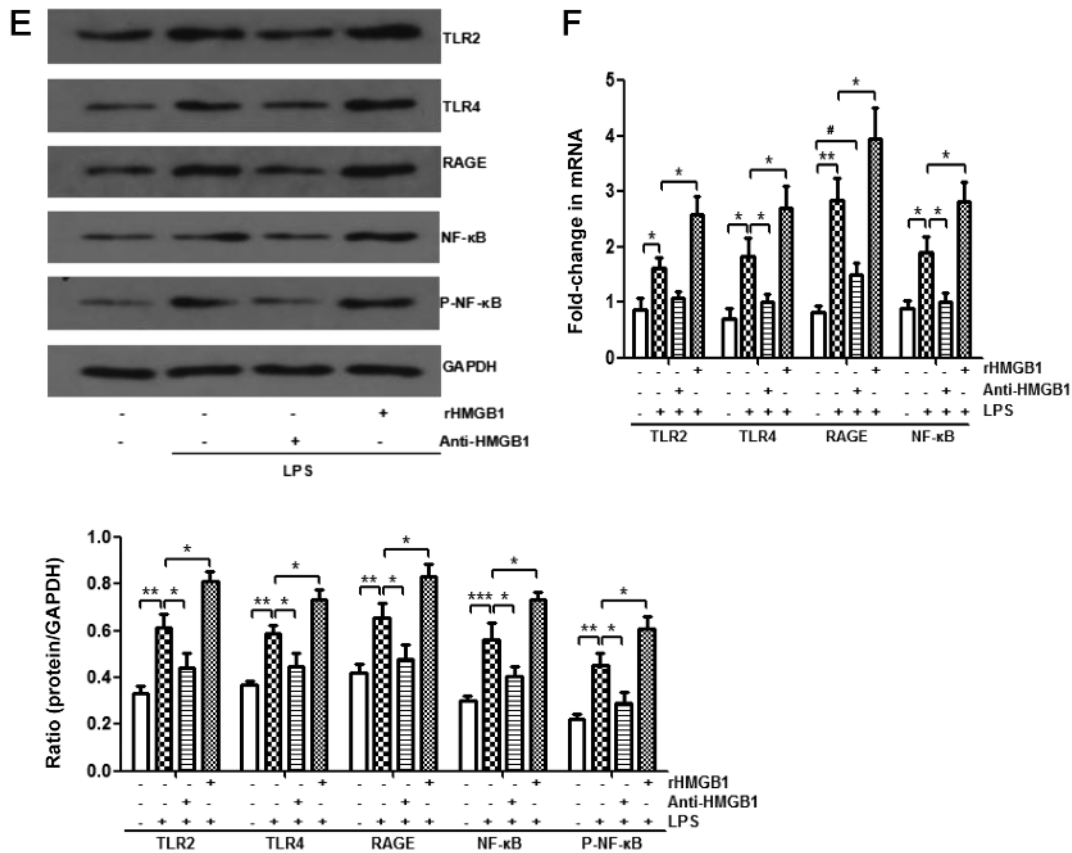 E
TLR2
TLR4
RAGE
NF-κB
P-NF-κB
GAPDH
- - - + rHMGB1
- - + - Anti-HMGB1
LPS
F
Fold-change in mRNA
5
4
3
2
1
0
* * * * * * # ** * * * *
- - - + - - - + - - - + - - - + rHMGB1
- - + - - - + - - - + - - - + - Anti-HMGB1
- + + + - + + + - + + + - + + + LPS
TLR2 TLR4 RAGE NF-κB
Ratio (protein/GAPDH)
1.0
0.8
0.6
0.4
0.2
0.0
** * * ** * * ** * * *** * * ** * *
- - - + - - - + - - - + - - - + - - - + rHMGB1
- - + - - - + - - - + - - - + - - - + - Anti-HMGB1
- + + + - + + + - + + + - + + + - + + + LPS
TLR2 TLR4 RAGE NF-κB P-NF-κB